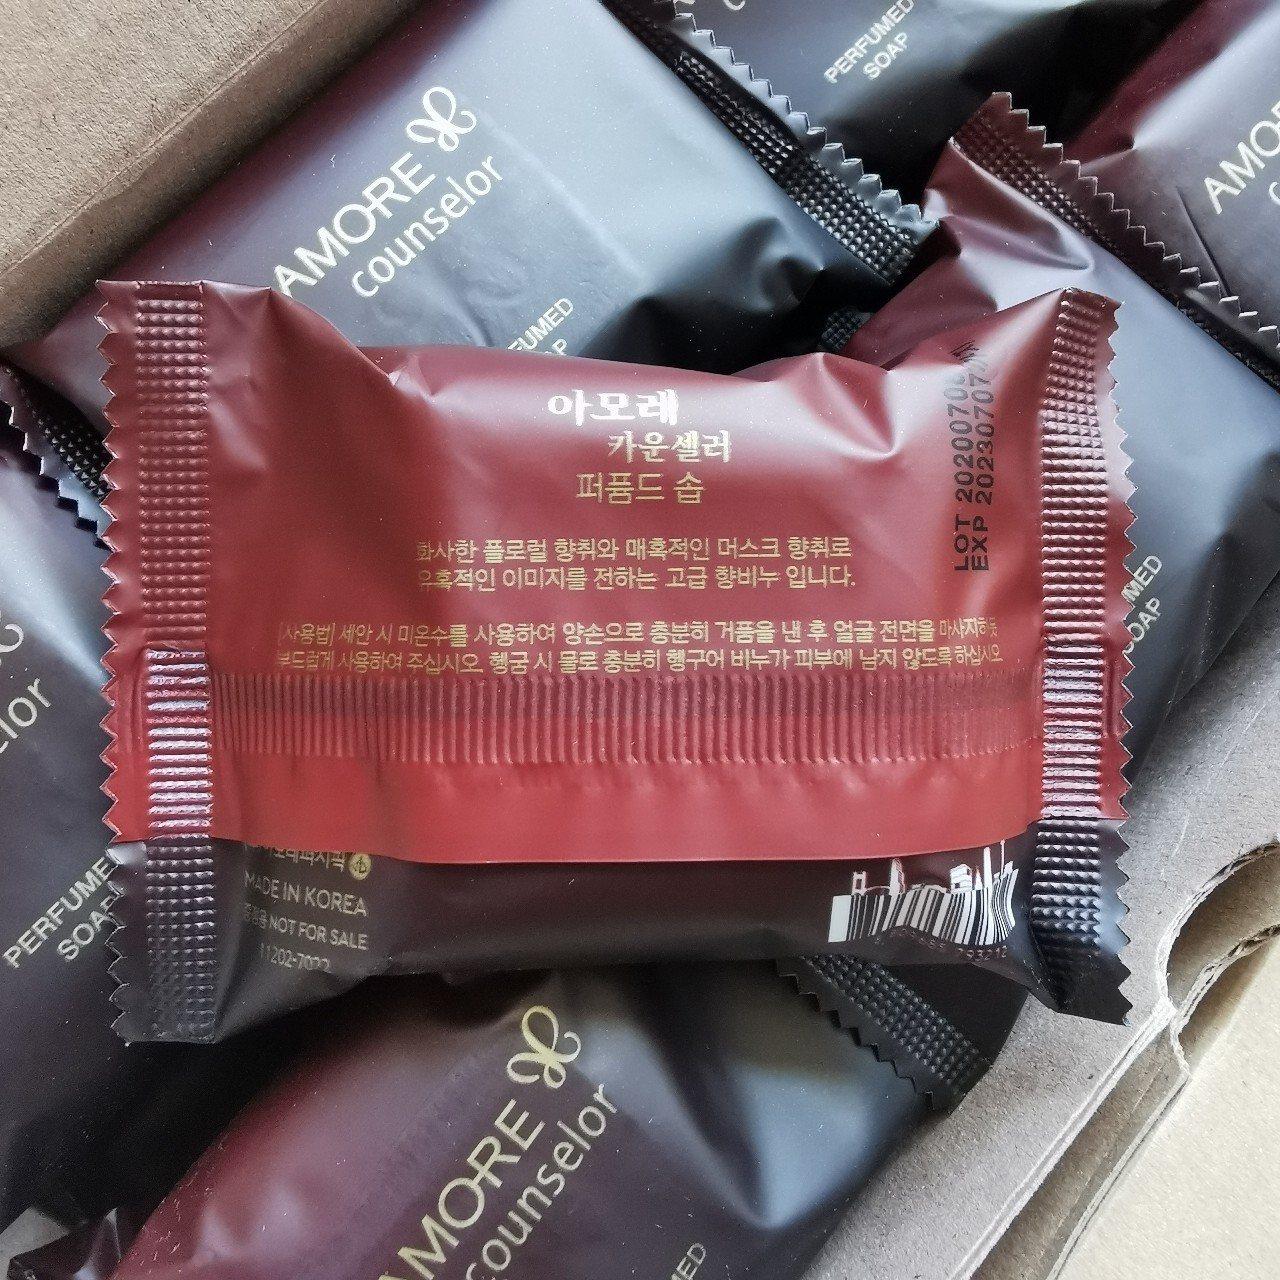 PERFUMED
SOAP
AMORE
counselor
AMO
아모레
카운셀러
퍼퓸드 솝
화사한 플로럴 향취와 매혹적인 머스크 향취로
유혹적인 이미지를 전하는 고급 향비누 입니다.
[사용법] 세안 시 미온수를 사용하여 양손으로 충분히 거품을 낸 후 얼굴 전면을 마사지하듯
부드럽게 사용하여 주십시오. 헹굼 시 물로 충분히 헹구어 비누가 피부에 남지 않도록 하십시오.
LOT 2020070
EXP 20230707
SOAP
MADE IN KOREA
NOT FOR SALE
11202-7022
793212
PERFUMED
SOAP
AMORE
counselor